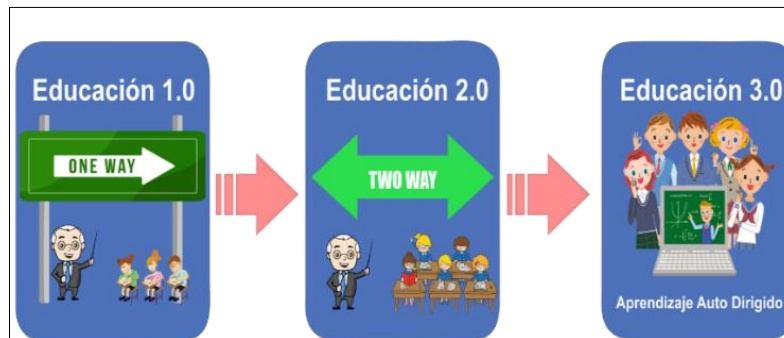 Educación 1.0
ONE WAY
Educación 2.0
TWO WAY
Educación 3.0
Aprendizaje Auto Dirigido